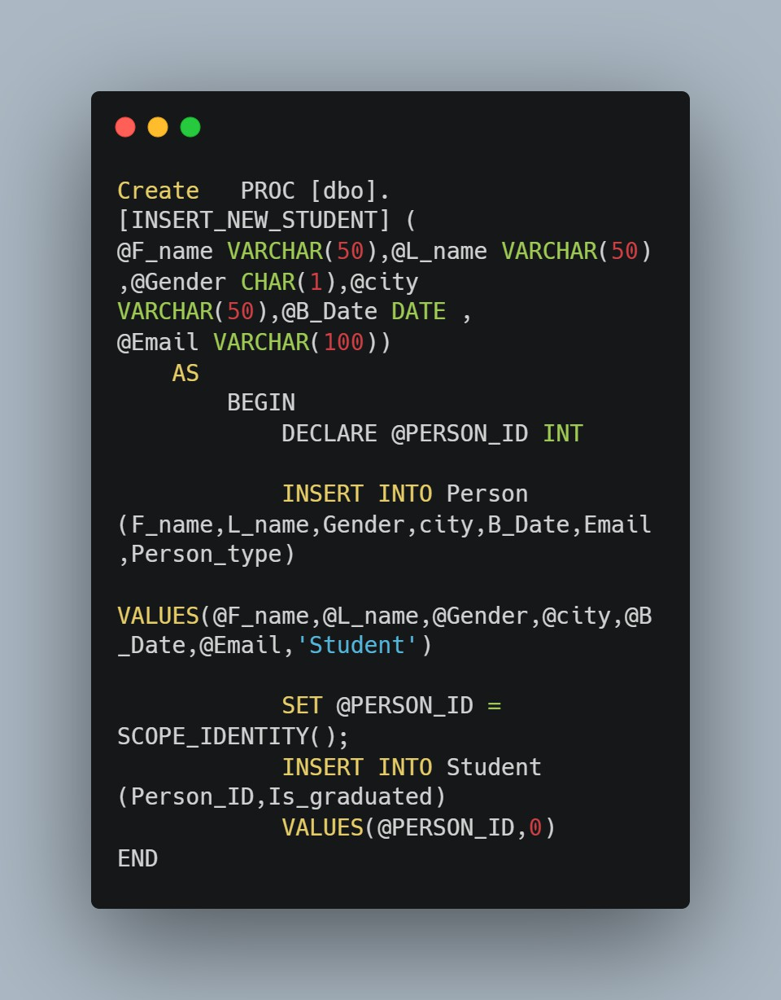 Create   PROC [dbo].
[INSERT_NEW_STUDENT] (
@F_name VARCHAR(50),@L_name VARCHAR(50)
,@Gender CHAR(1),@city
VARCHAR(50),@B_Date DATE ,
@Email VARCHAR(100))
    AS
        BEGIN
            DECLARE @PERSON_ID INT
            INSERT INTO Person
(F_name,L_name,Gender,city,B_Date,Email
,Person_type)
VALUES(@F_name,@L_name,@Gender,@city,@B
_Date,@Email,'Student')
            SET @PERSON_ID =
SCOPE_IDENTITY();
            INSERT INTO Student
(Person_ID,Is_graduated)
            VALUES(@PERSON_ID,0)
END